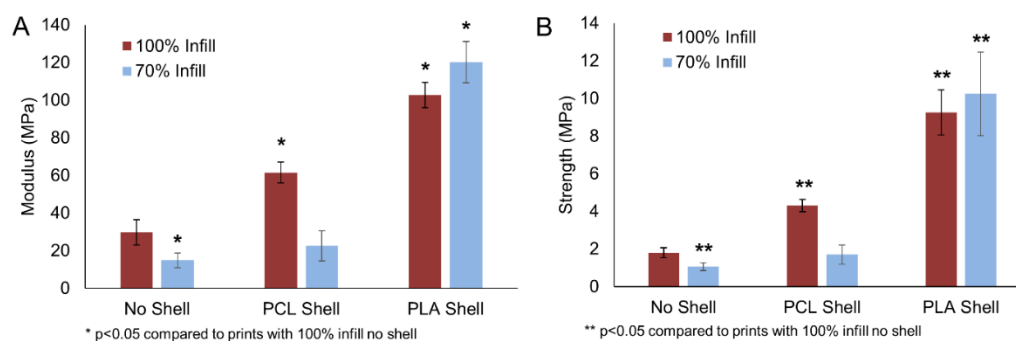 A
140
120
100
80
60
40
20
0
Modulus (MPa)
100% Infill
70% Infill
*
*
*
*
No Shell
PCL Shell
PLA Shell
* p<0.05 compared to prints with 100% infill no shell
B
14
12
10
8
6
4
2
0
Strength (MPa)
100% Infill
70% Infill
**
**
**
**
No Shell
PCL Shell
PLA Shell
** p<0.05 compared to prints with 100% infill no shell